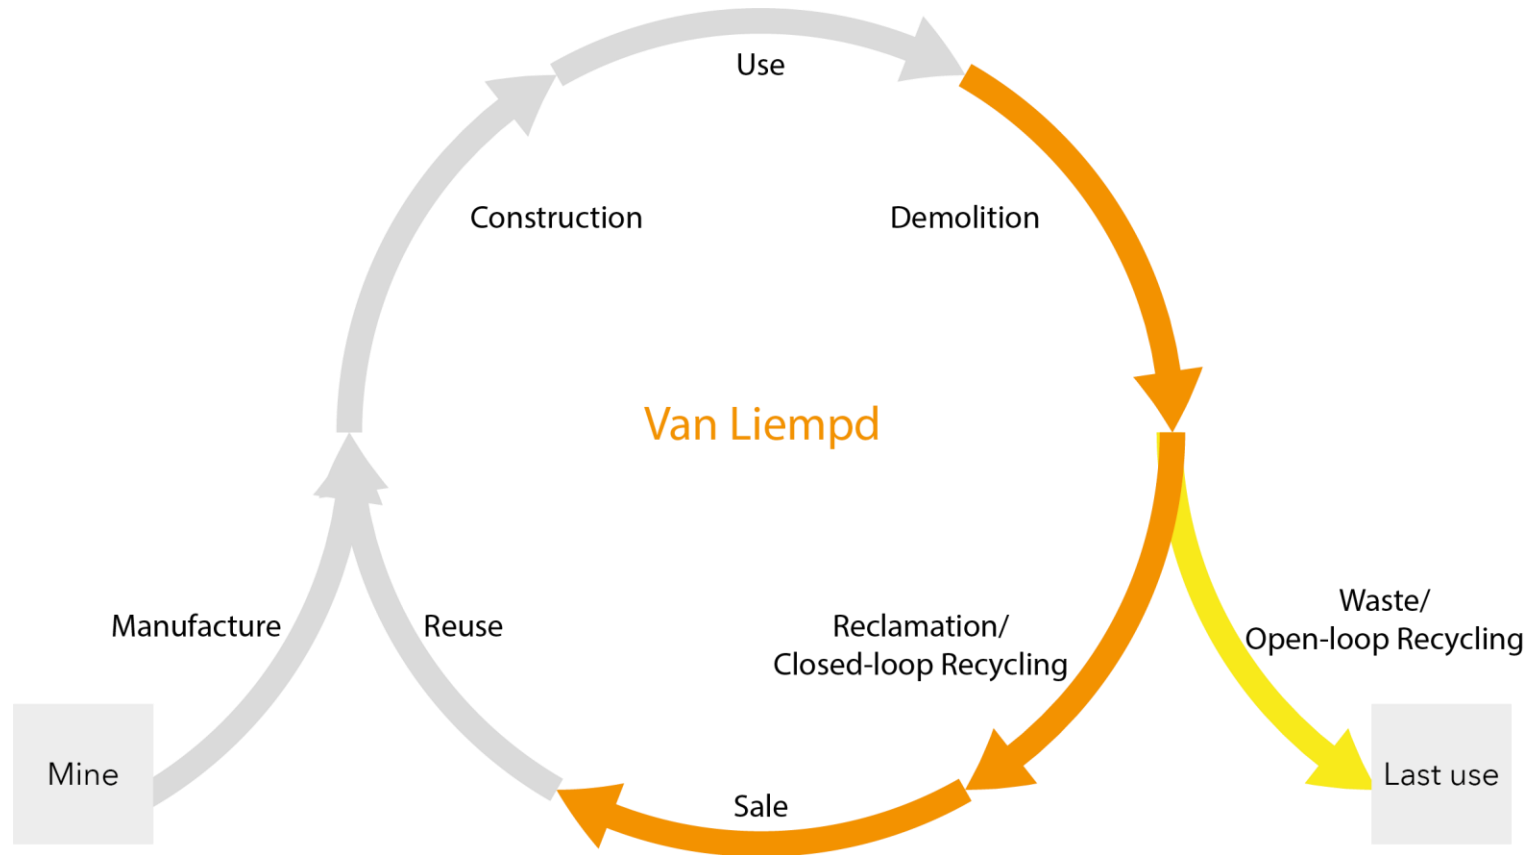 Use
Construction
Demolition
Van Liempd
Manufacture
Reuse
Reclamation/
Closed-loop Recycling
Waste/
Open-loop Recycling
Mine
Sale
Last use